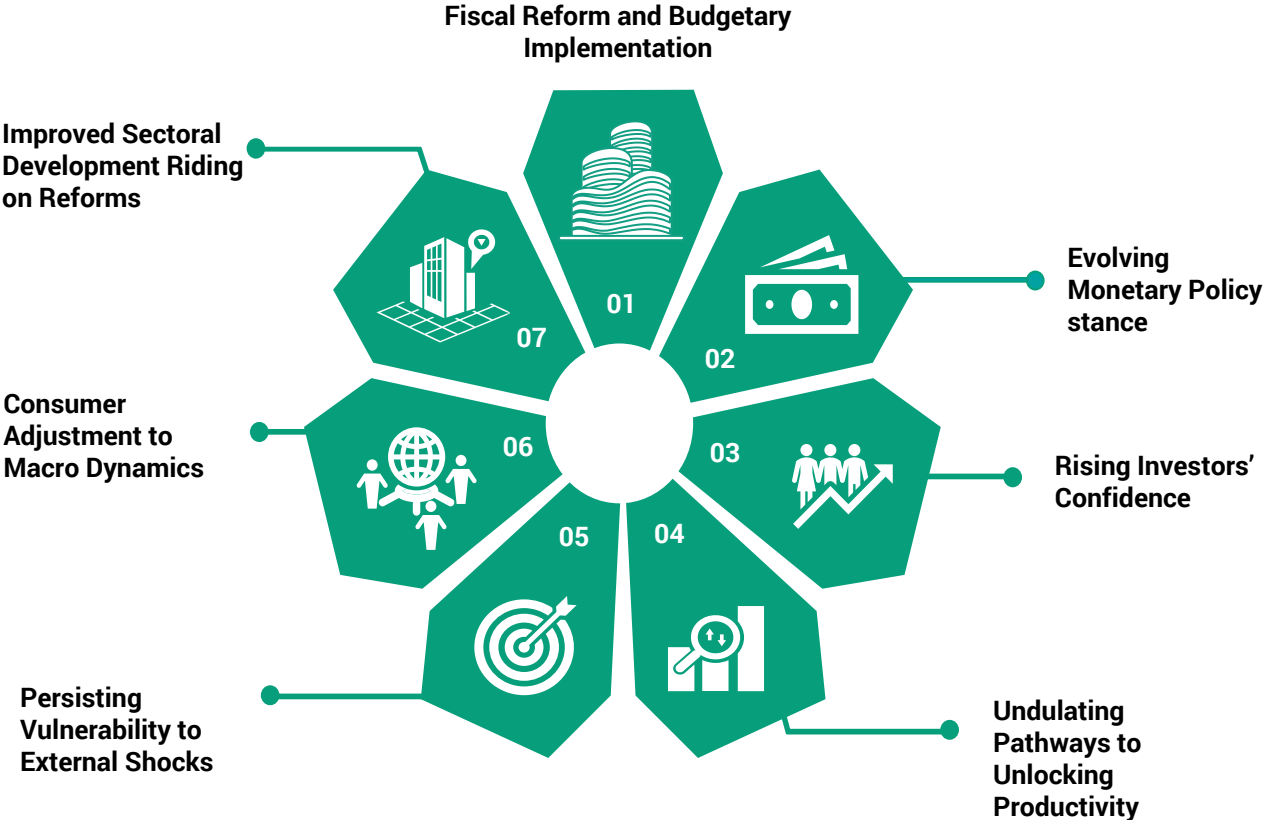 Fiscal Reform and Budgetary
Implementation
01
Evolving
Monetary Policy
stance
02
Rising Investors’
Confidence
03
Undulating
Pathways to
Unlocking
Productivity
04
Persisting
Vulnerability to
External Shocks
05
Consumer
Adjustment to
Macro Dynamics
06
Improved Sectoral
Development Riding
on Reforms
07